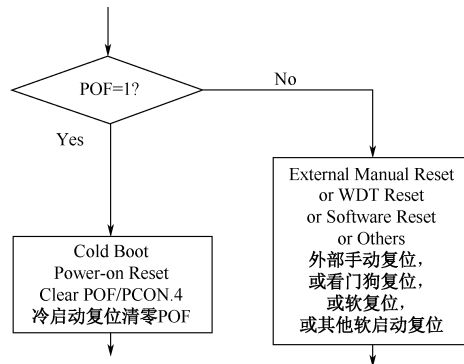 POF=1?
No
Yes
External Manual Reset
or WDT Reset
or Software Reset
or Others
外部手动复位,
或看门狗复位,
或软复位,
或其他软启动复位
Cold Boot
Power-on Reset
Clear POF/PCON.4
冷启动复位清零POF